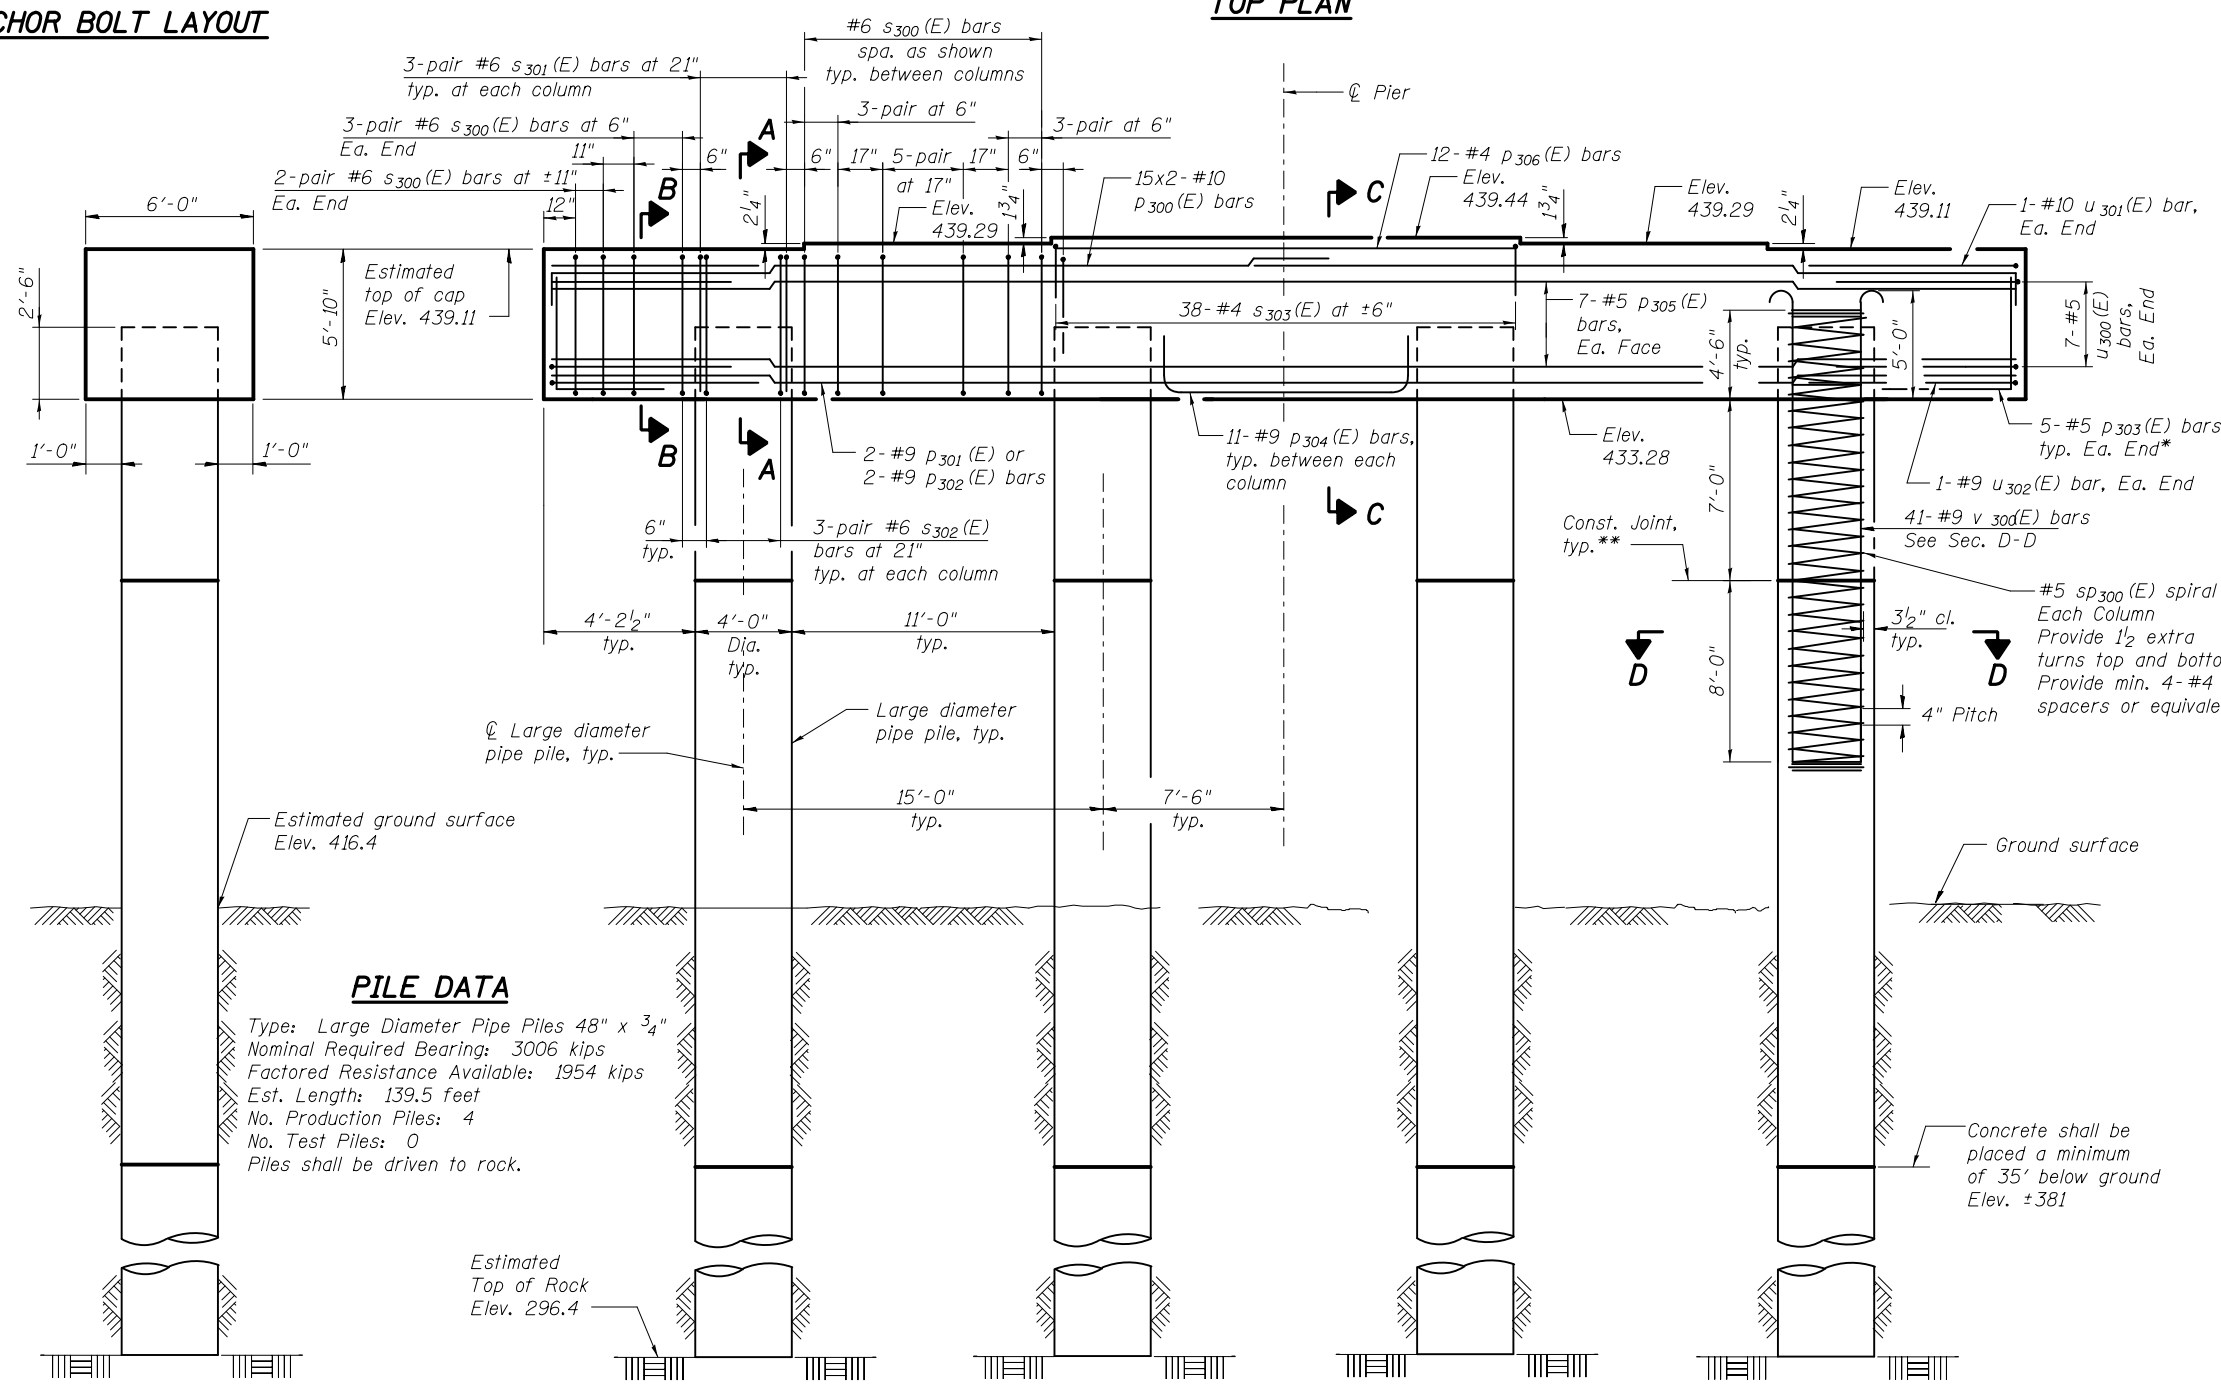 CHOR BOLT LAYOUT
TOP PLAN
#6 s300(E) bars
spa. as shown
typ. between columns
3-pair #6 s301(E) bars at 21"
typ. at each column
℄ Pier
3-pair at 6"
3-pair #6 s300(E) bars at 6"
Ea. End
A
3-pair at 6"
11"
6"
6"
17"
5-pair
17"
6"
at 17"
12-#4 p306(E) bars
2-pair #6 s300(E) bars at ±11"
Ea. End
B
15x2-#10
p300(E) bars
C
Elev.
439.44
1¾"
Elev.
439.29
2¼"
Elev.
439.11
1-#10 u301(E) bar,
Ea. End
6'-0"
12"
2¼"
Elev.
439.29
1¾"
2'-6"
5'-10"
Estimated
top of cap
Elev. 439.11
38-#4 s303(E) at ±6"
7-#5 p305(E)
bars,
Ea. Face
4'-6"
typ.
5'-0"
7-#5
u300(E)
bars,
Ea. End
1'-0"
1'-0"
B
A
2-#9 p301(E) or
2-#9 p302(E) bars
11-#9 p304(E) bars,
typ. between each
column
C
Elev.
433.28
5-#5 p303(E) bars
typ. Ea. End*
1-#9 u302(E) bar, Ea. End
7'-0"
6"
typ.
3-pair #6 s302(E)
bars at 21"
typ. at each column
Const. Joint,
typ.**
41-#9 v 300(E) bars
See Sec. D-D
#5 sp300(E) spiral
Each Column
Provide 1½ extra
turns top and botto
Provide min. 4-#4
spacers or equivale
4'-2½"
typ.
4'-0"
Dia.
typ.
11'-0"
typ.
3½" cl.
typ.
D
D
8'-0"
4" Pitch
℄ Large diameter
pipe pile, typ.
Large diameter
pipe pile, typ.
15'-0"
typ.
7'-6"
typ.
Estimated ground surface
Elev. 416.4
Ground surface
PILE DATA
Type: Large Diameter Pipe Piles 48" x ¾"
Nominal Required Bearing: 3006 kips
Factored Resistance Available: 1954 kips
Est. Length: 139.5 feet
No. Production Piles: 4
No. Test Piles: 0
Piles shall be driven to rock.
Concrete shall be
placed a minimum
of 35' below ground
Elev. ±381
Estimated
Top of Rock
Elev. 296.4